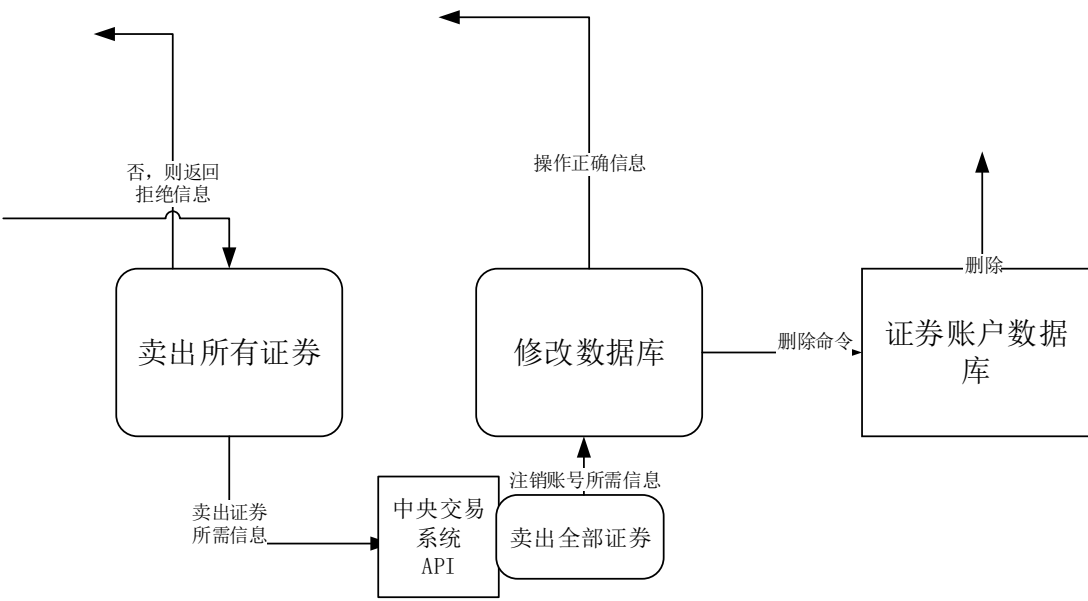 否，则返回
拒绝信息
操作正确信息
删除
卖出所有证券
修改数据库
删除命令
证券账户数据
库
注销账号所需信息
卖出证券
所需信息
中央交易
系统
API
卖出全部证券